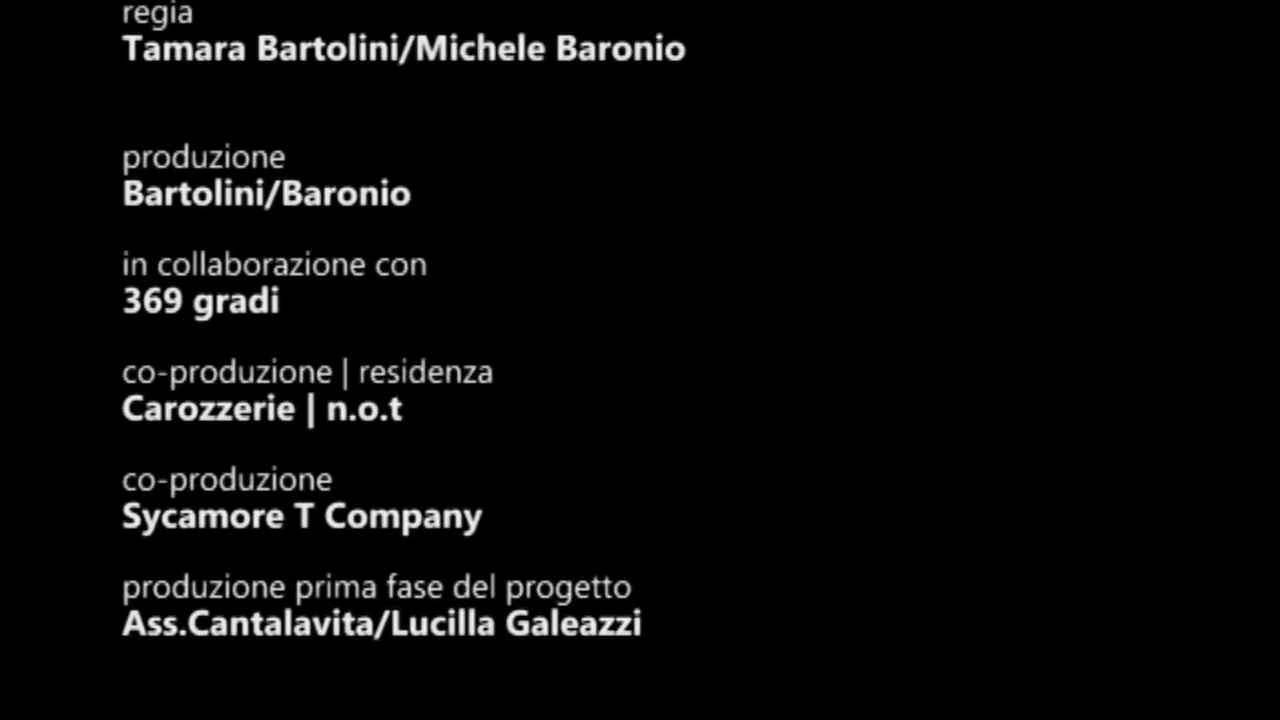 regia
Tamara Bartolini/Michele Baronio
produzione
Bartolini/Baronio
in collaborazione con
369 gradi
co-produzione | residenza
Carozzerie | n.o.t
co-produzione
Sycamore T Company
produzione prima fase del progetto
Ass.Cantalavita/Lucilla Galeazzi